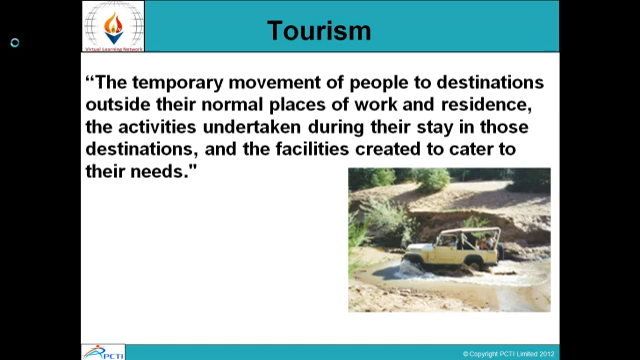 Tourism
Virtual Learning Network
“The temporary movement of people to destinations
outside their normal places of work and residence,
the activities undertaken during their stay in those
destinations, and the facilities created to cater to
their needs."
PCTI
© Copyright PCTI Limited 2012